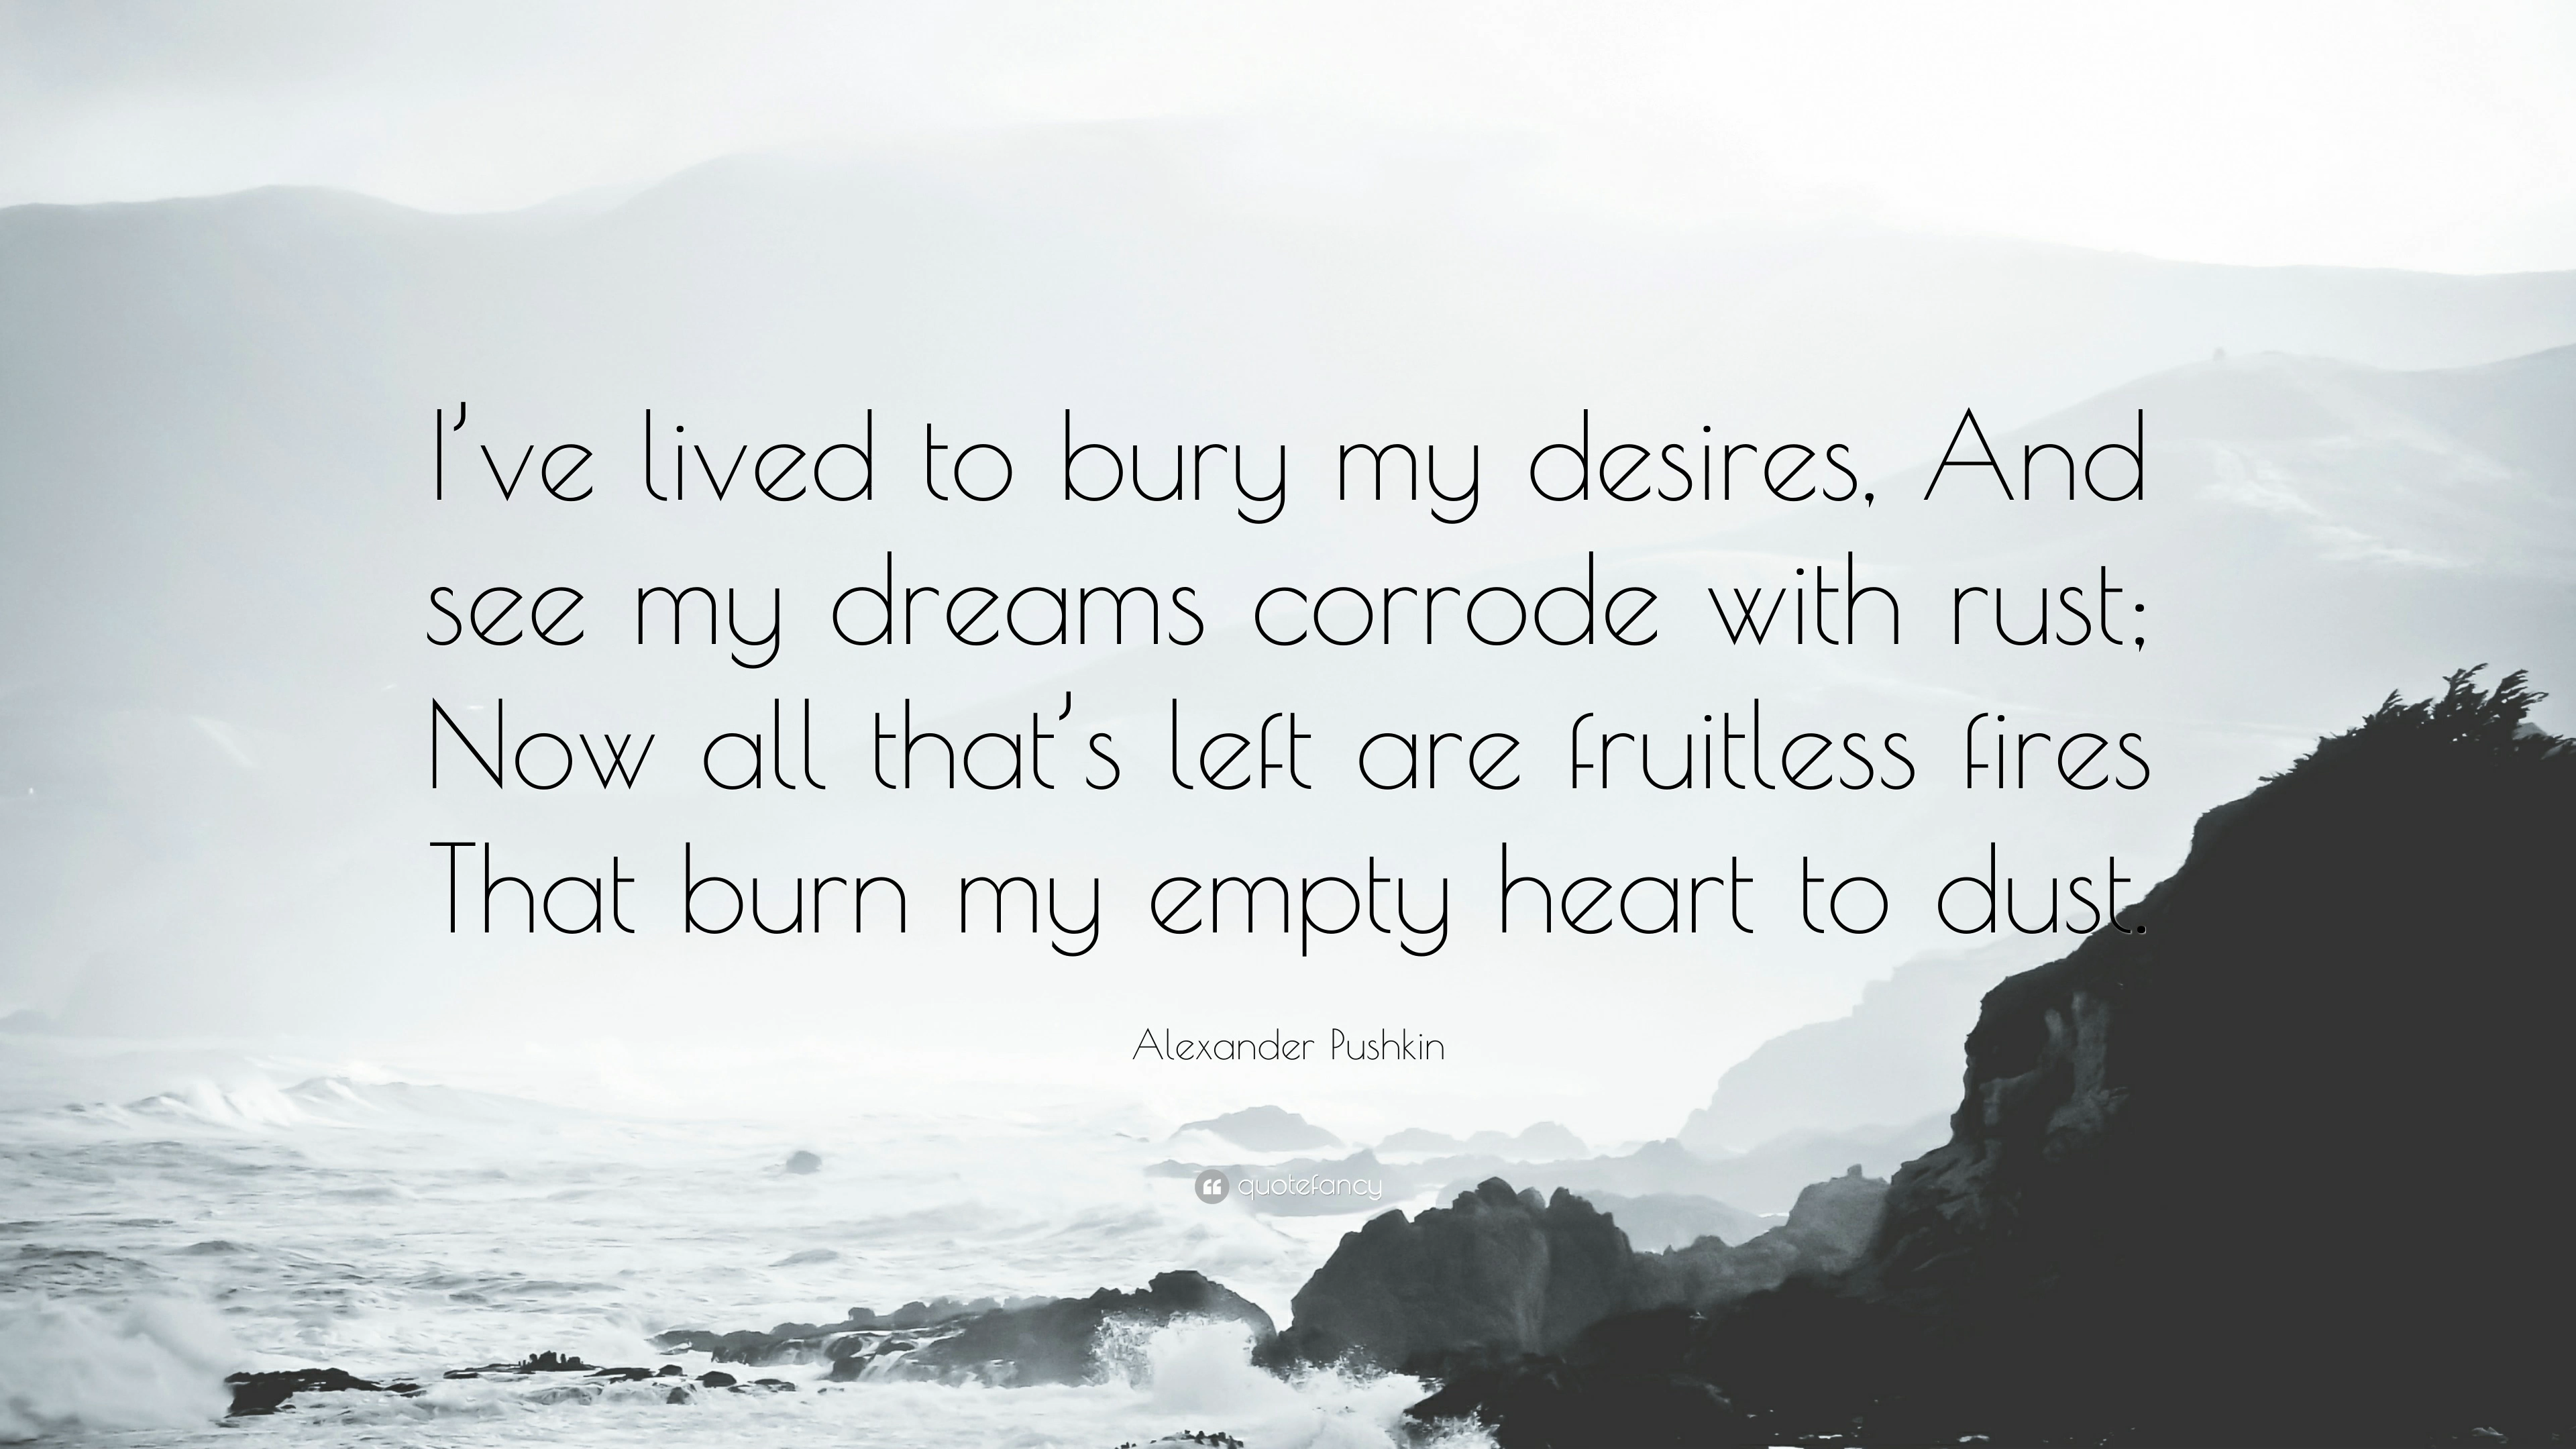 I’ve lived to bury my desires, And
see my dreams corrode with rust;
Now all that’s left are fruitless fires
That burn my empty heart to dust.
Alexander Pushkin
quotefancy